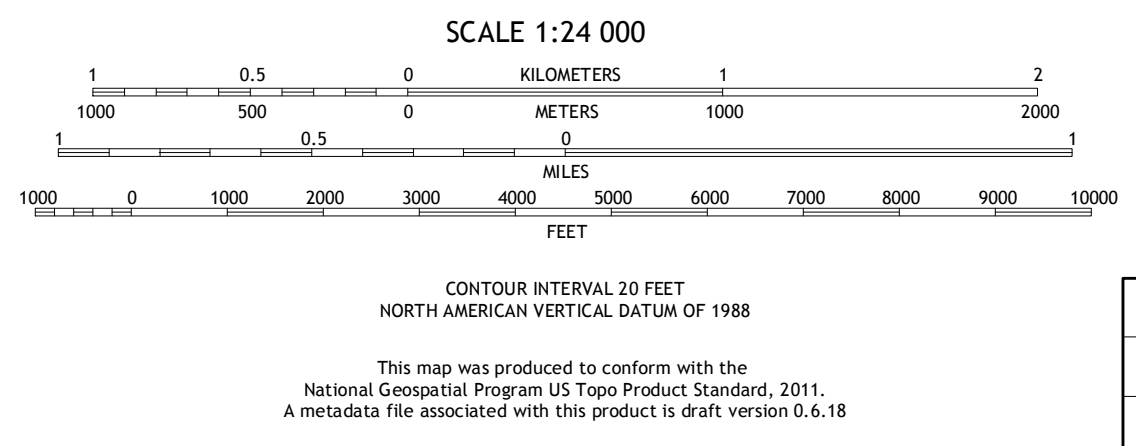 SCALE 1:24 000
1 0.5 0 KILOMETERS 1 2
1000 500 0 METERS 1000 2000
1 0.5 0 1
MILES
1000 0 1000 2000 3000 4000 5000 6000 7000 8000 9000 10000
FEET
CONTOUR INTERVAL 20 FEET
NORTH AMERICAN VERTICAL DATUM OF 1988
This map was produced to conform with the
National Geospatial Program US Topo Product Standard, 2011.
A metadata file associated with this product is draft version 0.6.18